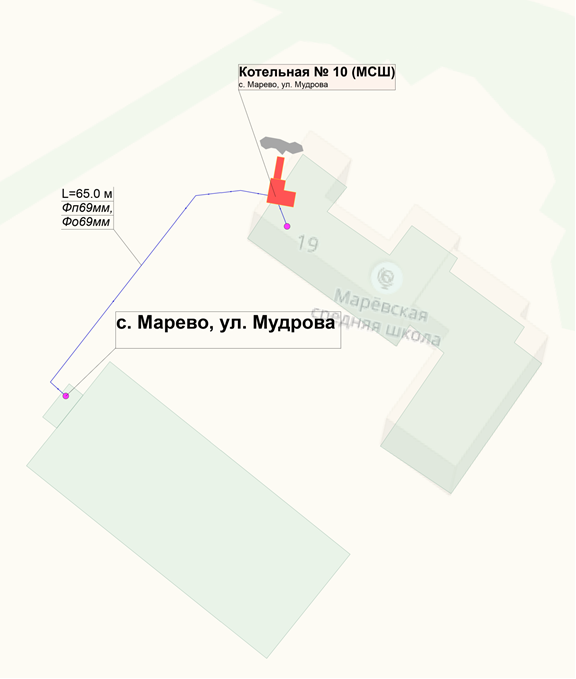 Котельная № 10 (МСШ)
с. Марево, ул. Мудрова
L=65.0 м
Фп69мм,
Фо69мм
19
Марёвская
средняя школа
с. Марево, ул. Мудрова